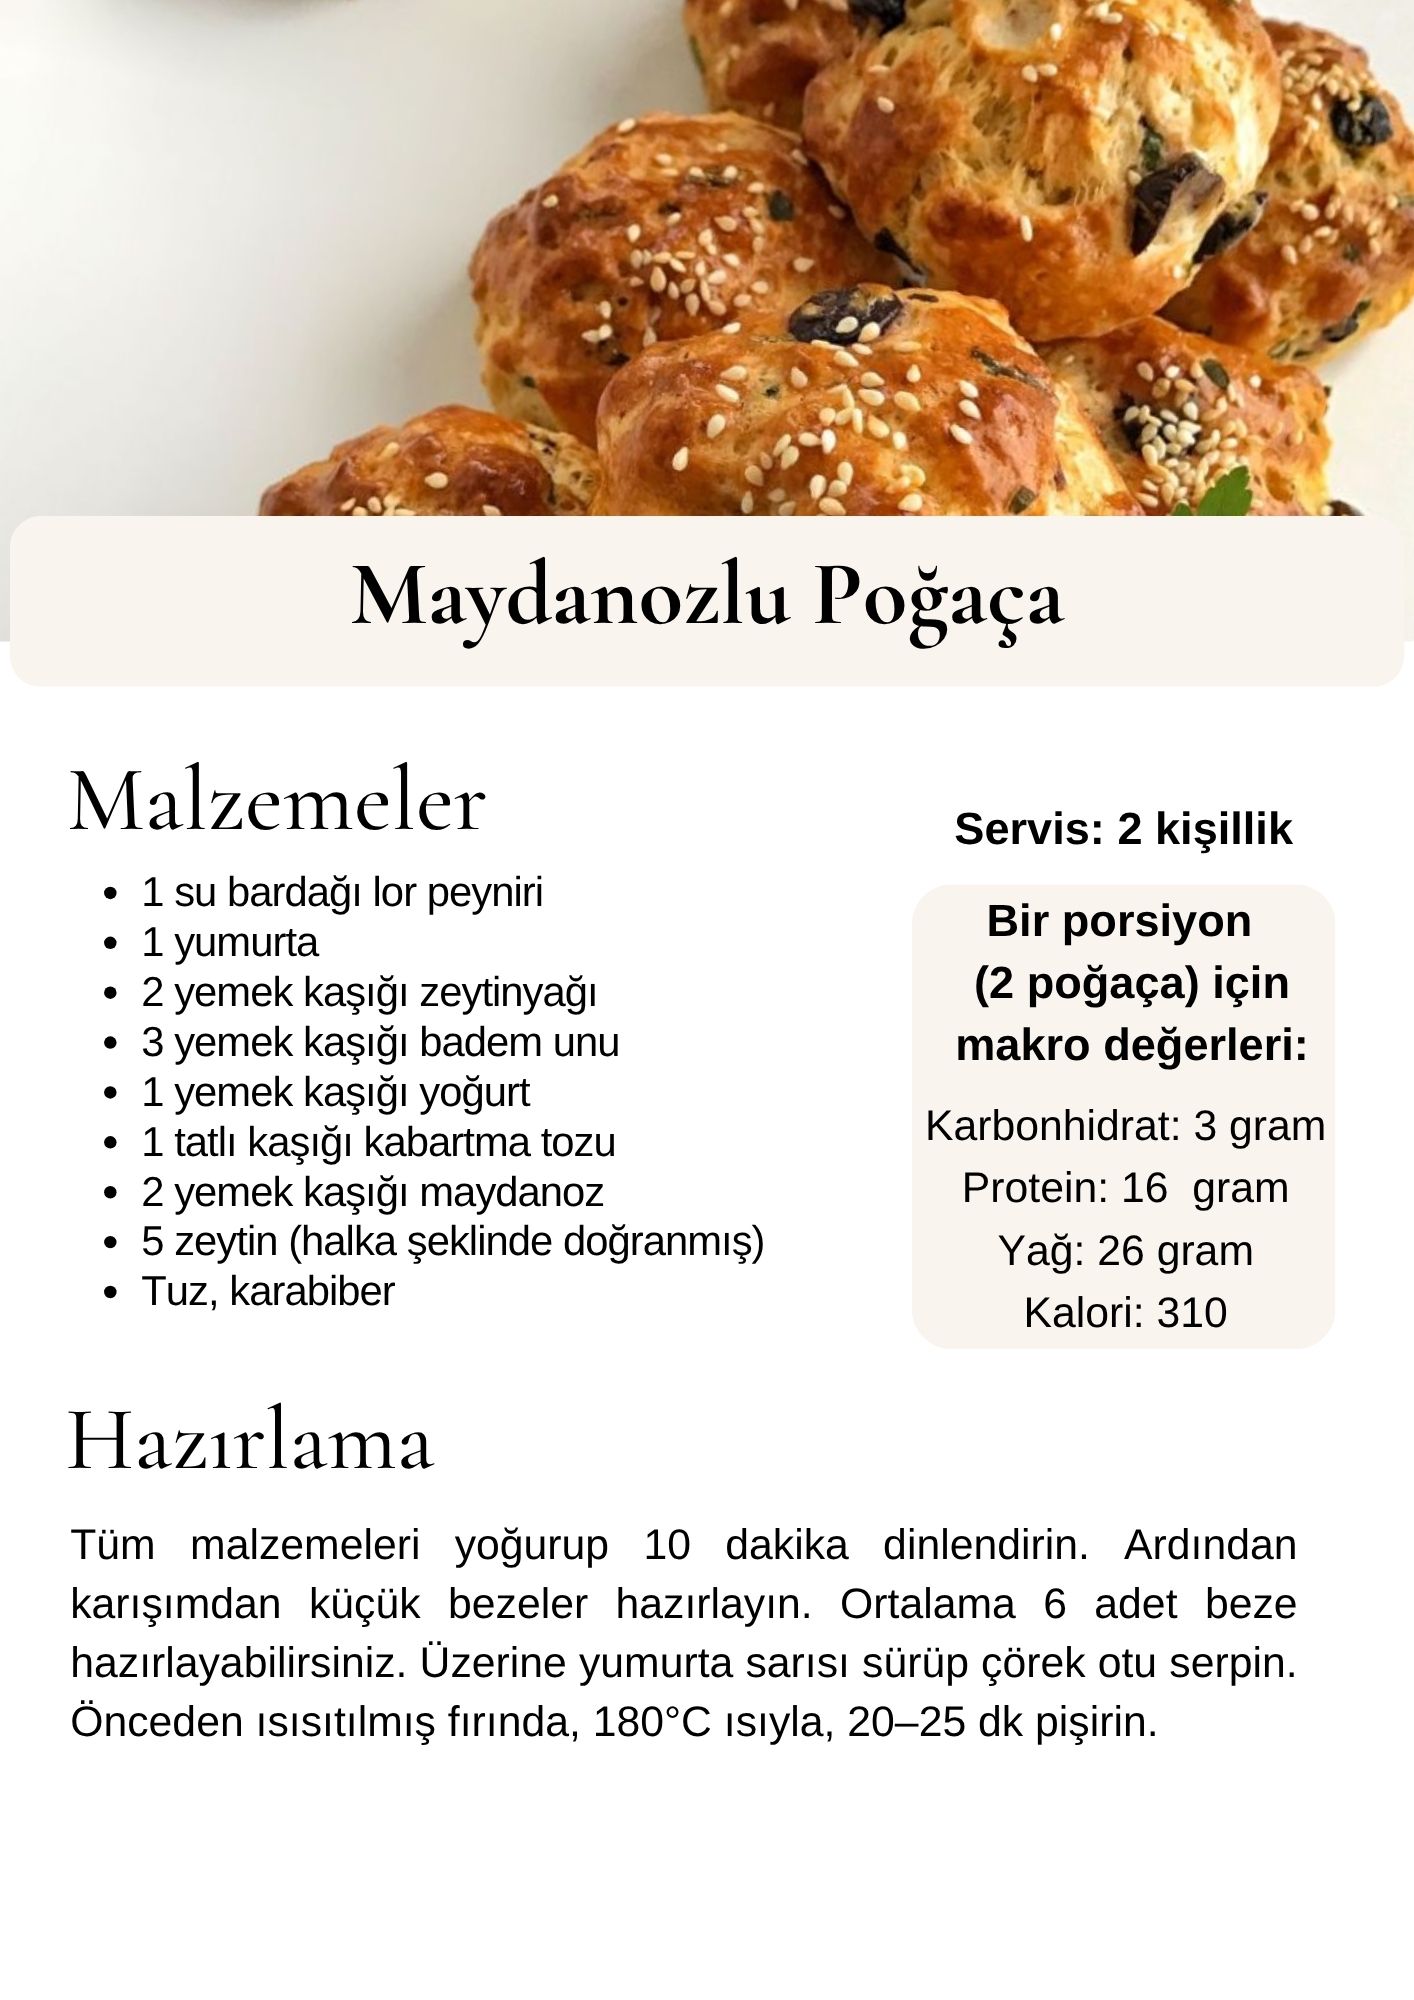 Maydanozlu Poğaça
Malzemeler
• 1 su bardağı lor peyniri
• 1 yumurta
• 2 yemek kaşığı zeytinyağı
• 3 yemek kaşığı badem unu
• 1 yemek kaşığı yoğurt
• 1 tatlı kaşığı kabartma tozu
• 2 yemek kaşığı maydanoz
• 5 zeytin (halka şeklinde doğranmış)
• Tuz, karabiber
Servis: 2 kişillik
Bir porsiyon
(2 poğaça) için
makro değerleri:
Karbonhidrat: 3 gram
Protein: 16  gram
Yağ: 26 gram
Kalori: 310
Hazırlama
Tüm malzemeleri yoğurup 10 dakika dinlendirin. Ardından
karışımdan küçük bezeler hazırlayın. Ortalama 6 adet beze
hazırlayabilirsiniz. Üzerine yumurta sarısı sürüp çörek otu serpin.
Önceden ısısıtılmış fırında, 180°C ısıyla, 20–25 dk pişirin.